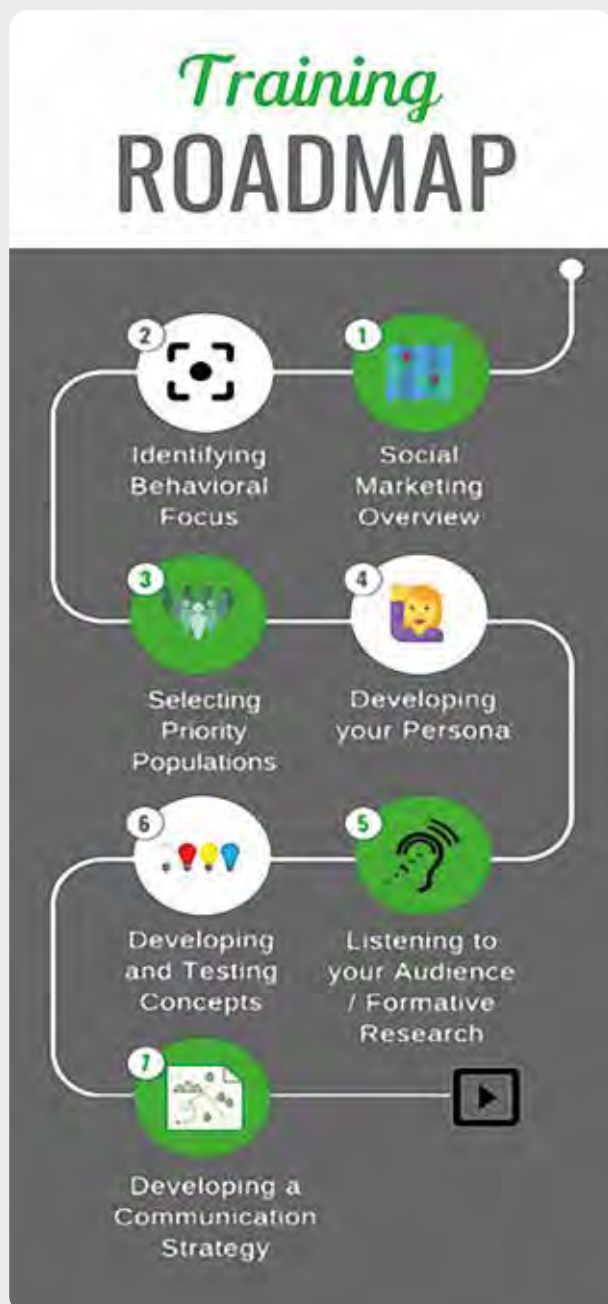 Training
ROADMAP
1
Social
Marketing
Overview
2
Identifying
Behavioral
Focus
3
Selecting
Priority
Populations
4
Developing
your Persona
5
Listening to
your Audience
/ Formative
Research
6
Developing
and Testing
Concepts
7
Developing a
Communication
Strategy